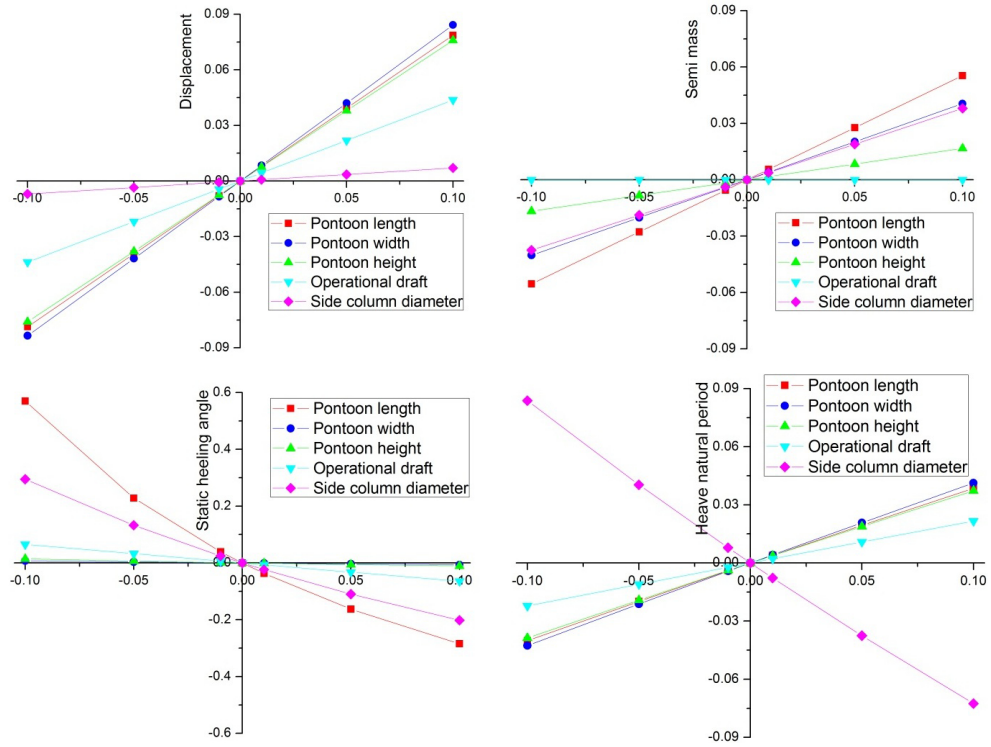 Displacement
0.09
0.06
0.03
0.00
-0.03
-0.06
-0.09
-0.10 -0.05 0.00 0.05 0.10
Pontoon length
Pontoon width
Pontoon height
Operational draft
Side column diameter
Semi mass
0.09
0.06
0.03
0.00
-0.03
-0.06
-0.09
-0.10 -0.05 0.00 0.05 0.10
Pontoon length
Pontoon width
Pontoon height
Operational draft
Side column diameter
Static heeling angle
0.6
0.4
0.2
0.0
-0.2
-0.4
-0.6
-0.10 -0.05 0.00 0.05 0.10
Pontoon length
Pontoon width
Pontoon height
Operational draft
Side column diameter
Heave natural period
0.09
0.06
0.03
0.00
-0.03
-0.06
-0.09
-0.10 -0.05 0.00 0.05 0.10
Pontoon length
Pontoon width
Pontoon height
Operational draft
Side column diameter